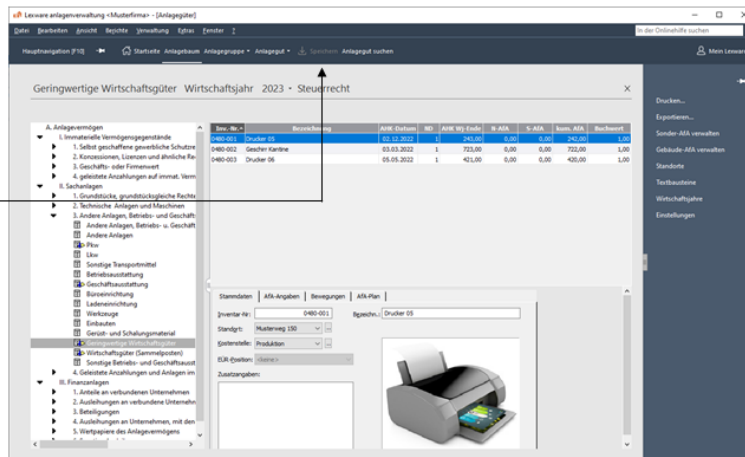 Lexware anlagenverwaltung <Musterfirma> - [Anlagegüter]
Datei Bearbeiten Ansicht Berichte Verwaltung Extras Fenster ?
In der Onlinehilfe suchen
Hauptnavigation [F10] Startseite Anlagebaum Anlagegruppe Anlagegut Speichern Anlagegut suchen Mein Lexware
Geringwertige Wirtschaftsgüter Wirtschaftsjahr 2023 · Steuerrecht
Drucken...
Exportieren...
Sonder-AfA verwalten
Gebäude-AfA verwalten
Standorte
Textbausteine
Wirtschaftsjahre
Einstellungen
A. Anlagevermögen
I. Immaterielle Vermögensgegenstände
1. Selbst geschaffene gewerbliche Schutzre
2. Konzessionen, Lizenzen und ähnliche Re
3. Geschäfts- oder Firmenwert
4. geleistete Anzahlungen auf immat. Verm
II. Sachanlagen
1. Grundstücke, grundstücksgleiche Rechte
2. Technische Anlagen und Maschinen
3. Andere Anlagen, Betriebs- und Geschäft
Andere Anlagen, Betriebs- u. Geschäft
Andere Anlagen
Pkw
Lkw
Sonstige Transportmittel
Betriebsausstattung
Geschäftsausstattung
Büroeinrichtung
Ladeneinrichtung
Werkzeuge
Einbauten
Gerüst- und Schalungsmaterial
Geringwertige Wirtschaftsgüter
Wirtschaftsgüter (Sammelposten)
Sonstige Betriebs- und Geschäftsausst
4. Geleistete Anzahlungen und Anlagen im
III. Finanzanlagen
1. Anteile an verbundenen Unternehmen
2. Ausleihungen an verbundene Unternehm
3. Beteiligungen
4. Ausleihungen an Unternehmen, mit den
5. Wertpapiere des Anlagevermögens
Inv.-Nr. Bezeichnung AHK-Datum ND AHK Wj-Ende N-AfA S-AfA kum. AfA Buchwert
0480-001 Drucker 05 02.12.2022 1 243,00 0,00 0,00 242,00 1,00
0480-002 Geschirr Kantine 03.03.2022 1 723,00 0,00 0,00 722,00 1,00
0480-003 Drucker 06 05.05.2022 1 421,00 0,00 0,00 420,00 1,00
Stammdaten AfA-Angaben Bewegungen AfA-Plan
Inventar-Nr: 0480-001 Bezeichn.: Drucker 05
Standort: Musterweg 150
Kostenstelle: Produktion
EÜR-Position: <keine>
Zusatzangaben: